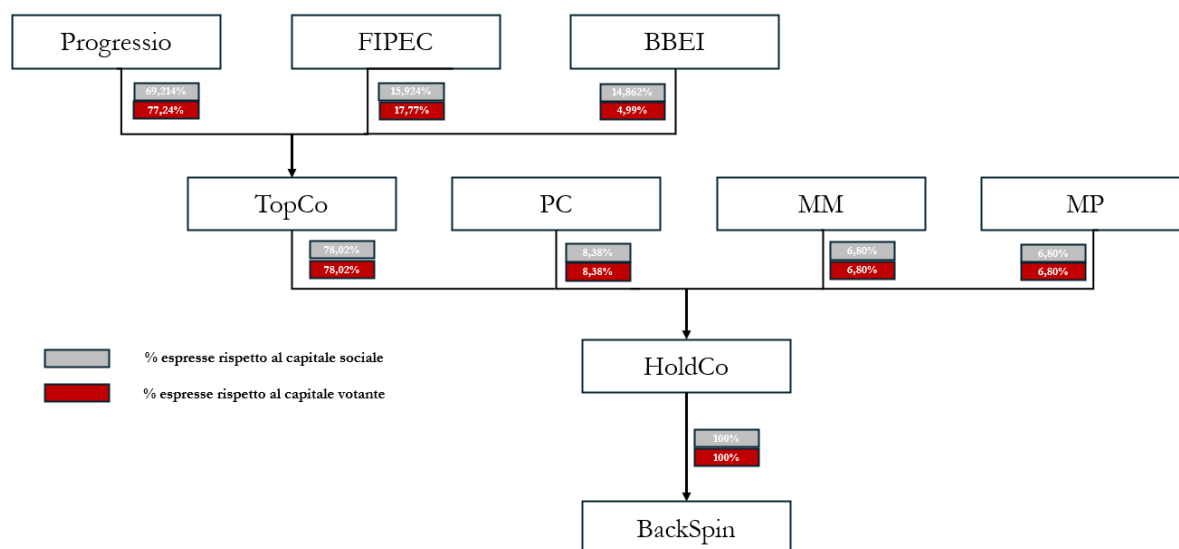 Progressio
FIPEC
BBEI
69,214%
77,24%
15,924%
17,77%
14,862%
4,99%
TopCo
PC
MM
MP
78,02%
78,02%
8,38%
8,38%
6,80%
6,80%
6,80%
6,80%
% espresse rispetto al capitale sociale
% espresse rispetto al capitale votante
HoldCo
100%
100%
BackSpin